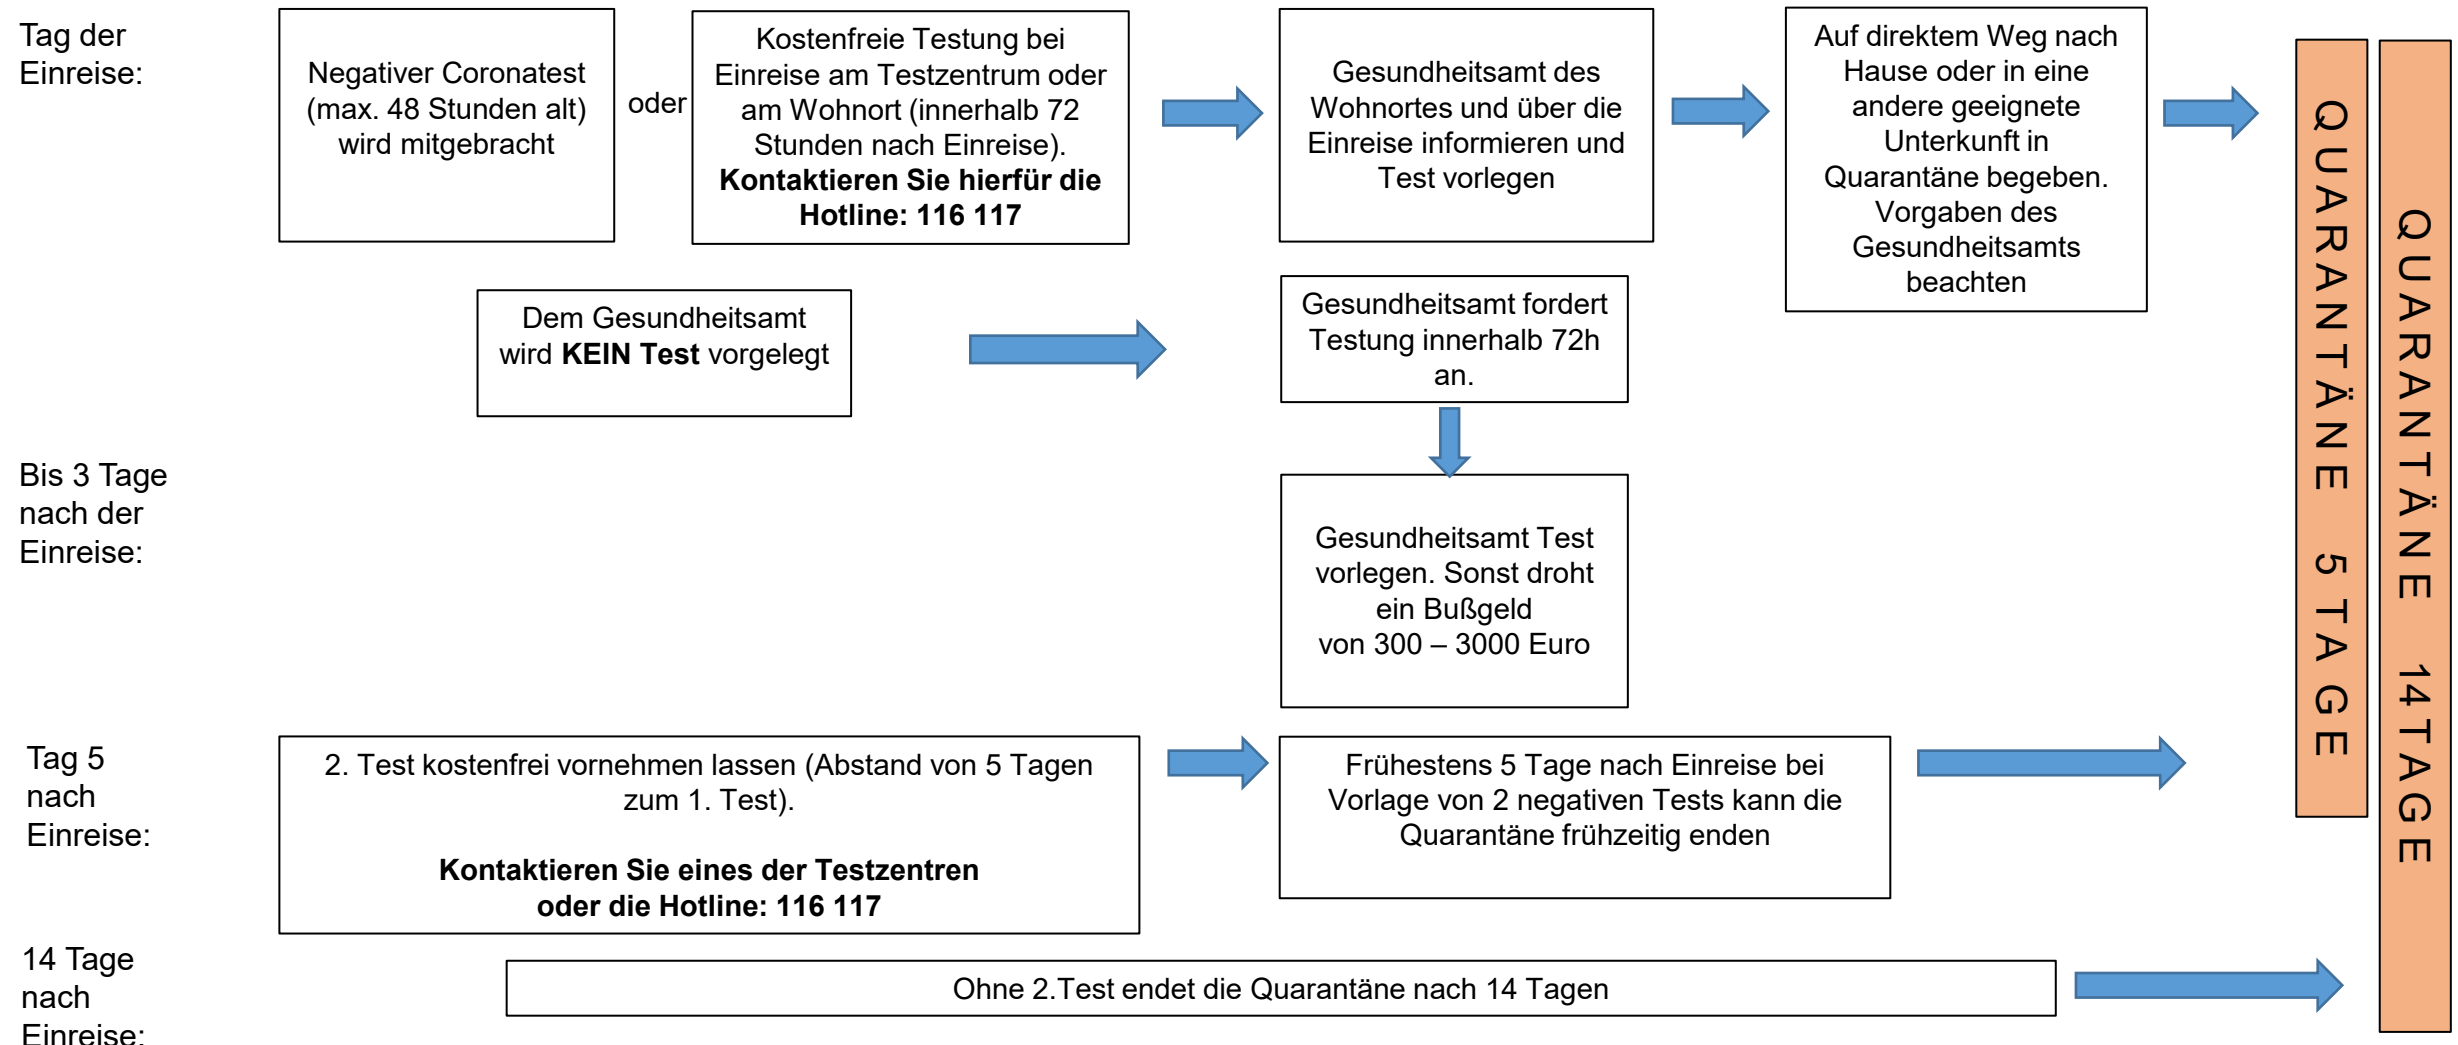 Tag der
Einreise:
Negativer Coronatest
(max. 48 Stunden alt)
wird mitgebracht
oder
Kostenfreie Testung bei
Einreise am Testzentrum oder
am Wohnort (innerhalb 72
Stunden nach Einreise).
Kontaktieren Sie hierfür die
Hotline: 116 117
Gesundheitsamt des
Wohnortes und über die
Einreise informieren und
Test vorlegen
Auf direktem Weg nach
Hause oder in eine
andere geeignete
Unterkunft in
Quarantäne begeben.
Vorgaben des
Gesundheitsamts
beachten
QUARANTÄNE 5 TAGE
QUARANTÄNE 14TAGE
Dem Gesundheitsamt
wird KEIN Test vorgelegt
Gesundheitsamt fordert
Testung innerhalb 72h
an.
Bis 3 Tage
nach der
Einreise:
Gesundheitsamt Test
vorlegen. Sonst droht
ein Bußgeld
von 300 – 3000 Euro
Tag 5
nach
Einreise:
2. Test kostenfrei vornehmen lassen (Abstand von 5 Tagen
zum 1. Test).
Kontaktieren Sie eines der Testzentren
oder die Hotline: 116 117
Frühestens 5 Tage nach Einreise bei
Vorlage von 2 negativen Tests kann die
Quarantäne frühzeitig enden
14 Tage
nach
Einreise:
Ohne 2.Test endet die Quarantäne nach 14 Tagen